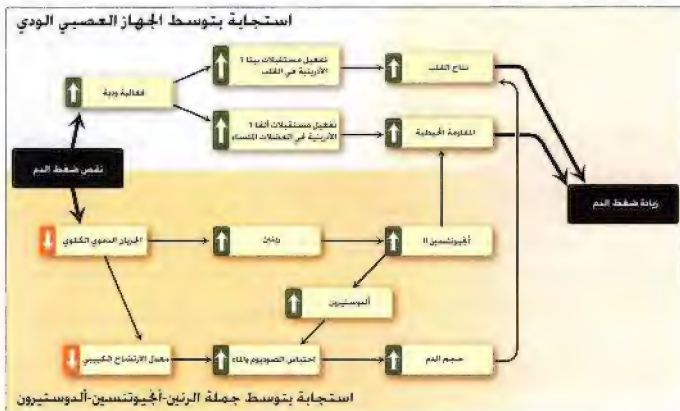 استجابة بتوسط الجهاز العصبي الودي
تفعيل مستقبلات بيتا 1
الأدرينية في القلب
نتاج القلب
فعالية ودية
تفعيل مستقبلات ألفا 1
الأدرينية في العضلات الملساء
المقاومة المحيطية
نقص ضغط الدم
زيادة ضغط الدم
الجريان الدموي الكلوي
رينين
أنجيوتنسين II
ألدوستيرون
معدل الارتشاح الكبيبي
احتباس الصوديوم والماء
حجم الدم
استجابة بتوسط جملة الرنين-أنجيوتنسين-ألدوستيرون